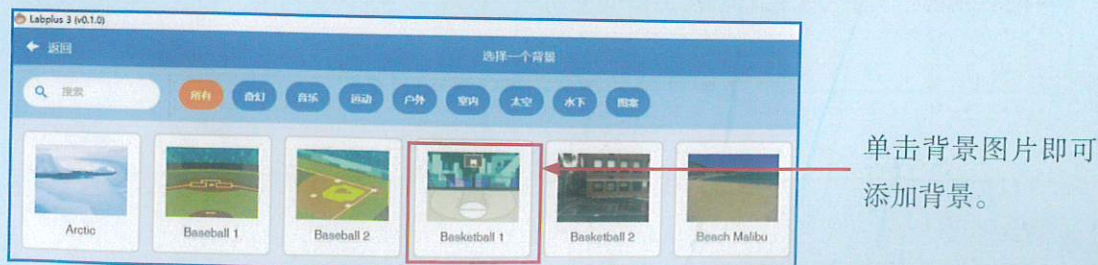 Labplus 3 (v0.1.0)
返回
选择一个背景
搜索
所有 奇幻 音乐 运动 户外 室内 太空 水下 图案
单击背景图片即可
添加背景。
Arctic Baseball 1 Baseball 2 Basketball 1 Basketball 2 Beach Malibu